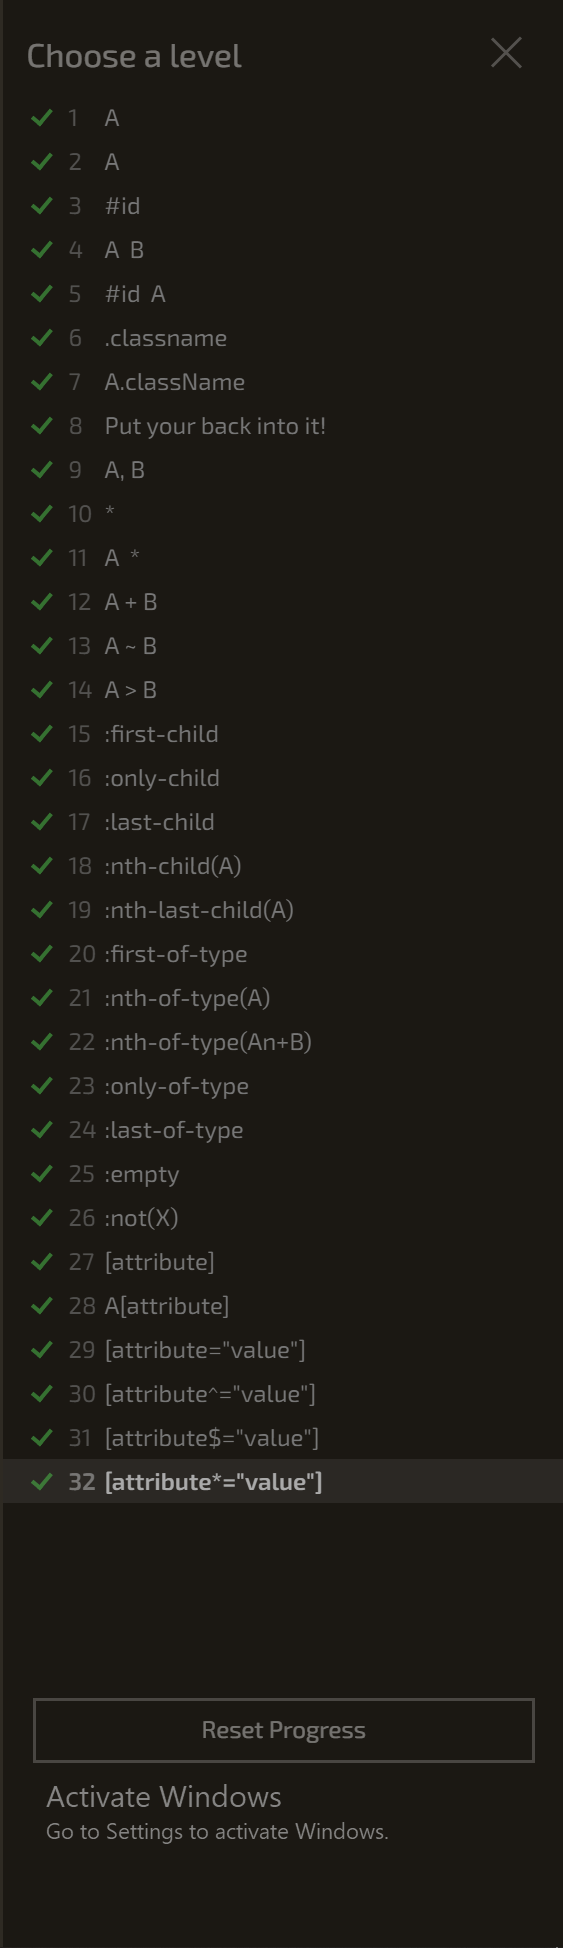 Choose a level
1 A
2 A
3 #id
4 A B
5 #id A
6 .classname
7 A.className
8 Put your back into it!
9 A, B
10 *
11 A *
12 A + B
13 A ~ B
14 A > B
15 :first-child
16 :only-child
17 :last-child
18 :nth-child(A)
19 :nth-last-child(A)
20 :first-of-type
21 :nth-of-type(A)
22 :nth-of-type(An+B)
23 :only-of-type
24 :last-of-type
25 :empty
26 :not(X)
27 [attribute]
28 A[attribute]
29 [attribute="value"]
30 [attribute^="value"]
31 [attribute$="value"]
32 [attribute*="value"]
Reset Progress
Activate Windows
Go to Settings to activate Windows.